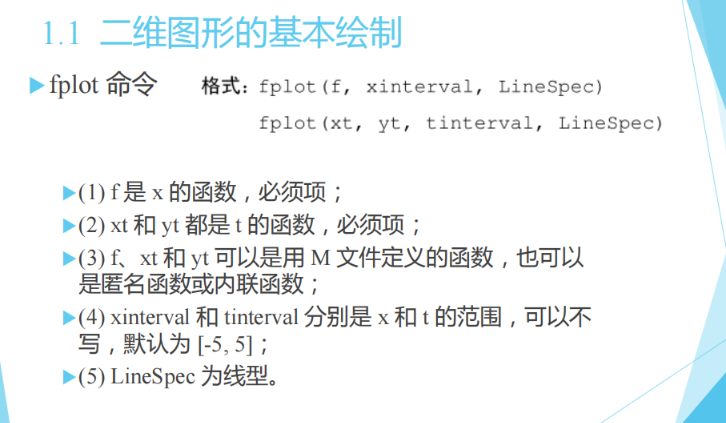 1.1 二维图形的基本绘制
fplot 命令 格式: fplot(f, xinterval, LineSpec)
fplot(xt, yt, tinterval, LineSpec)
(1) f 是 x 的函数，必须项；
(2) xt 和 yt 都是 t 的函数，必须项；
(3) f、xt 和 yt 可以是用 M 文件定义的函数，也可以
是匿名函数或内联函数；
(4) xinterval 和 tinterval 分别是 x 和 t 的范围，可以不
写，默认为 [-5, 5]；
(5) LineSpec 为线型。